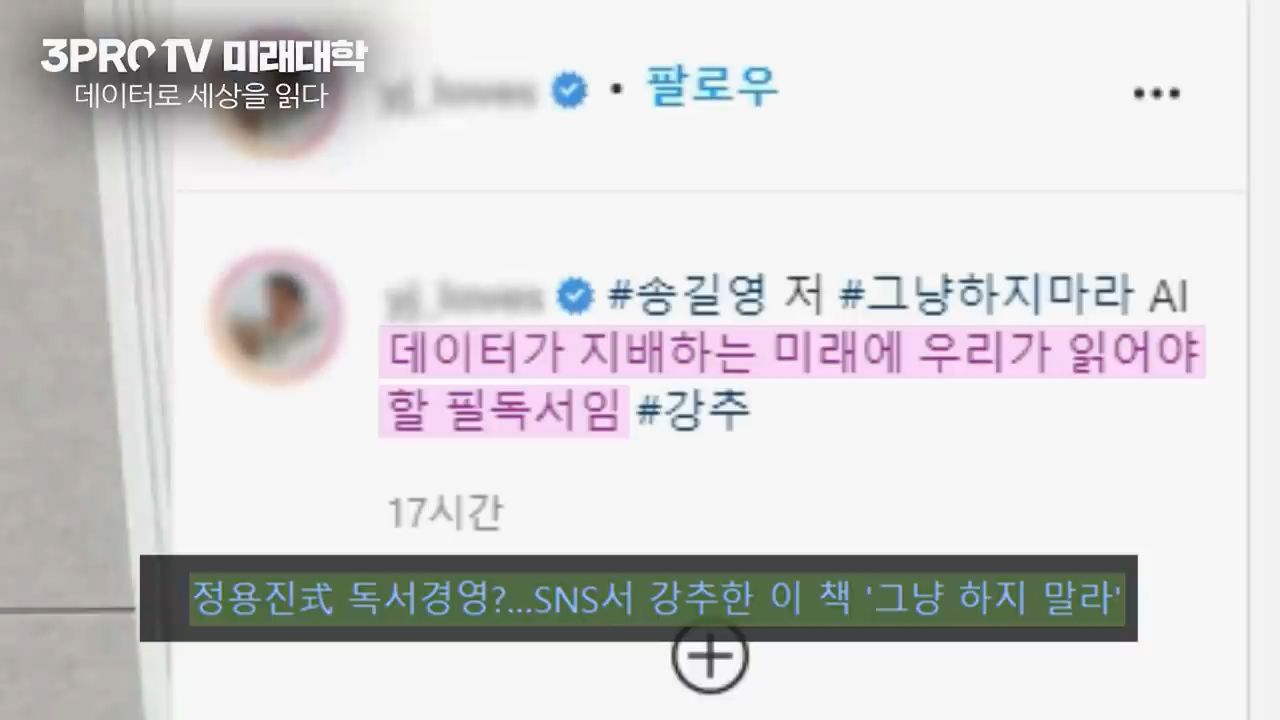 3PRO TV 미래대학
데이터로 세상을 읽다
• 팔로우
#송길영 저 #그냥하지마라 AI
데이터가 지배하는 미래에 우리가 읽어야
할 필독서임 #강추
17시간
정용진式 독서경영?...SNS서 강추한 이 책 '그냥 하지 말라'